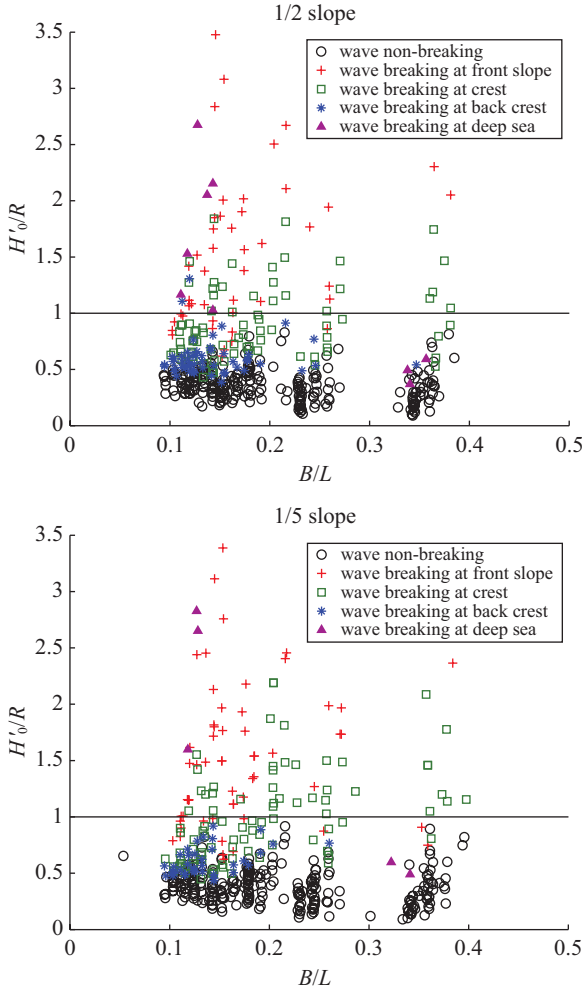 1/2 slope
3.5
3
2.5
2
1.5
1
0.5
0
H'₀/R
wave non-breaking
wave breaking at front slope
wave breaking at crest
wave breaking at back crest
wave breaking at deep sea
0
0.1
0.2
0.3
0.4
0.5
B/L
1/5 slope
3.5
3
2.5
2
1.5
1
0.5
0
H'₀/R
wave non-breaking
wave breaking at front slope
wave breaking at crest
wave breaking at back crest
wave breaking at deep sea
0
0.1
0.2
0.3
0.4
0.5
B/L